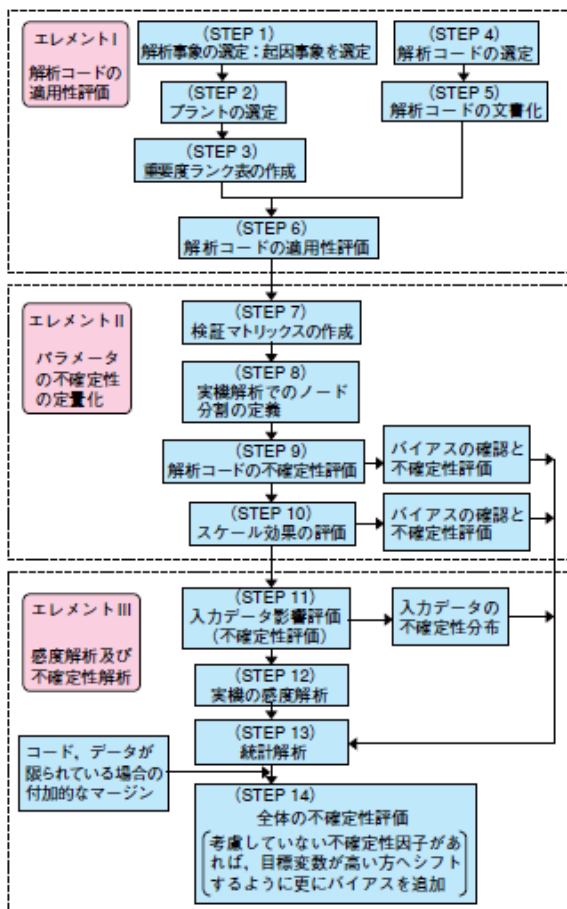 エレメントⅠ
解析コードの
適用性評価
(STEP 1)
解析事象の選定：起因事象を選定
(STEP 2)
プラントの選定
(STEP 3)
重要度ランク表の作成
(STEP 4)
解析コードの選定
(STEP 5)
解析コードの文書化
(STEP 6)
解析コードの適用性評価
エレメントⅡ
パラメータ
の不確定性
の定量化
(STEP 7)
検証マトリックスの作成
(STEP 8)
実機解析でのノード
分割の定義
(STEP 9)
解析コードの不確定性評価
バイアスの確認と
不確定性評価
(STEP 10)
スケール効果の評価
バイアスの確認と
不確定性評価
エレメントⅢ
感度解析及び
不確定性解析
(STEP 11)
入力データ影響評価
(不確定性評価)
入力データの
不確定性分布
(STEP 12)
実機の感度解析
(STEP 13)
統計解析
コード，データが
限られている場合の
付加的なマージン
(STEP 14)
全体の不確定性評価
考慮していない不確定性因子が
あれば，目標変数が高い方へシフト
するように更にバイアスを追加